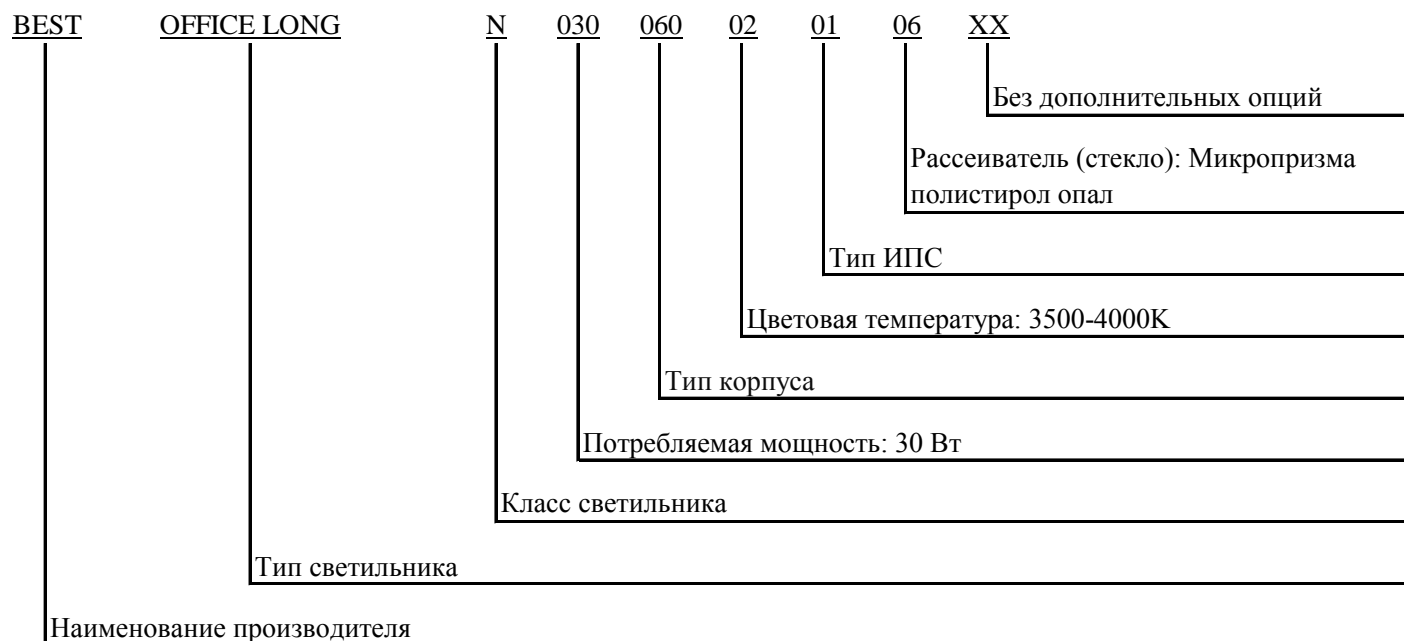 BEST OFFICE LONG N 030 060 02 01 06 XX
Без дополнительных опций
Рассеиватель (стекло): Микропризма
полистирол опал
Тип ИПС
Цветовая температура: 3500-4000К
Тип корпуса
Потребляемая мощность: 30 Вт
Класс светильника
Тип светильника
Наименование производителя